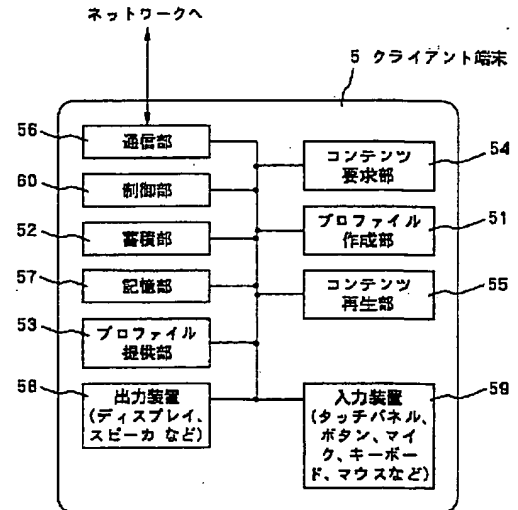 ネットワークへ
5 クライアント端末
56
通信部
60
制御部
52
蓄積部
57
記憶部
53
プロファイル
提供部
58
出力装置
(ディスプレイ、
スピーカ など)
54
コンテンツ
要求部
51
プロファイル
作成部
55
コンテンツ
再生部
59
入力装置
(タッチパネル、
ボタン、マイ
ク、キーボー
ド、マウスなど)